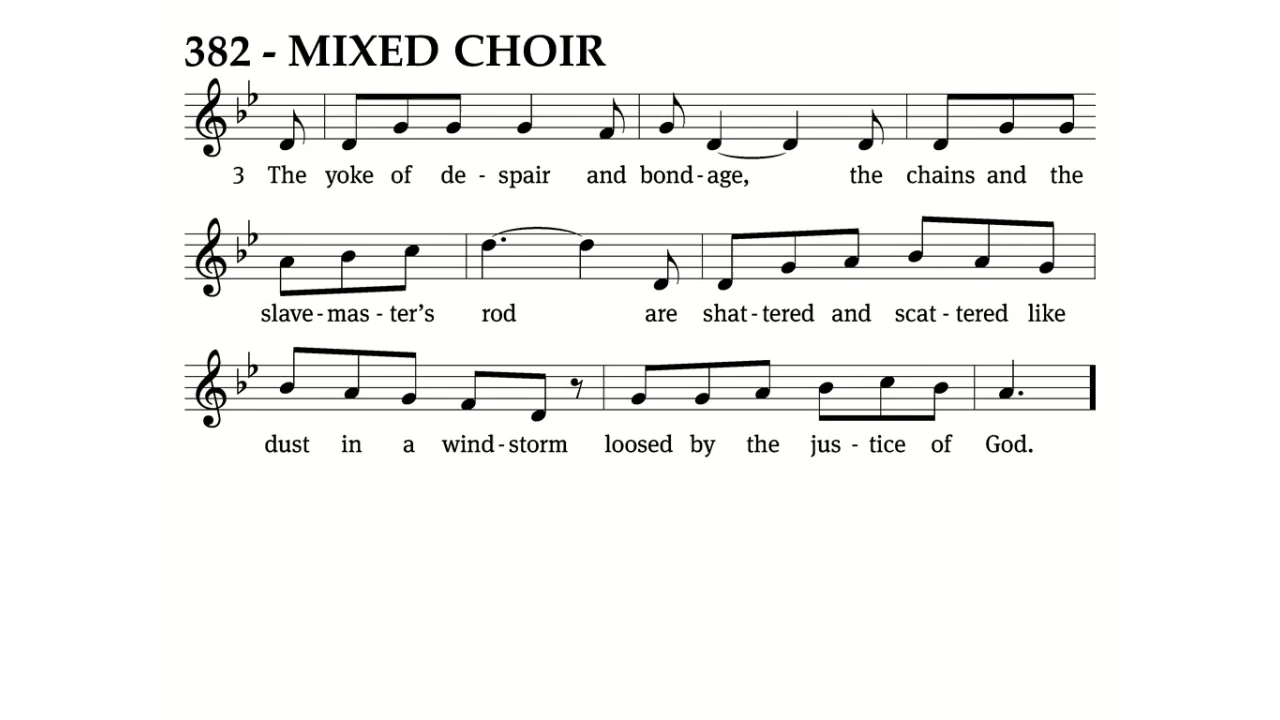 382 - MIXED CHOIR
3 The yoke of de - spair and bond - age, the chains and the
slave - mas - ter’s rod are shat - tered and scat - tered like
dust in a wind - storm loosed by the jus - tice of God.